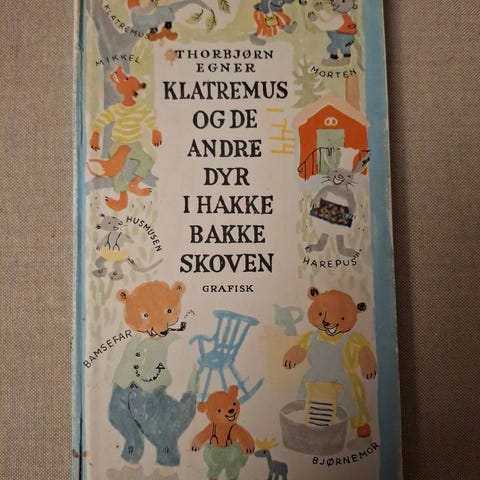 KLATREMUS
MIKKEL
MORTEN
THORBJØRN
EGNER
KLATREMUS
OG DE
ANDRE
DYR
I HAKKE
BAKKE
SKOVEN
GRAFISK
HUSMUSEN
HAREPUS
BAMSEFAR
BJØRNEMOR